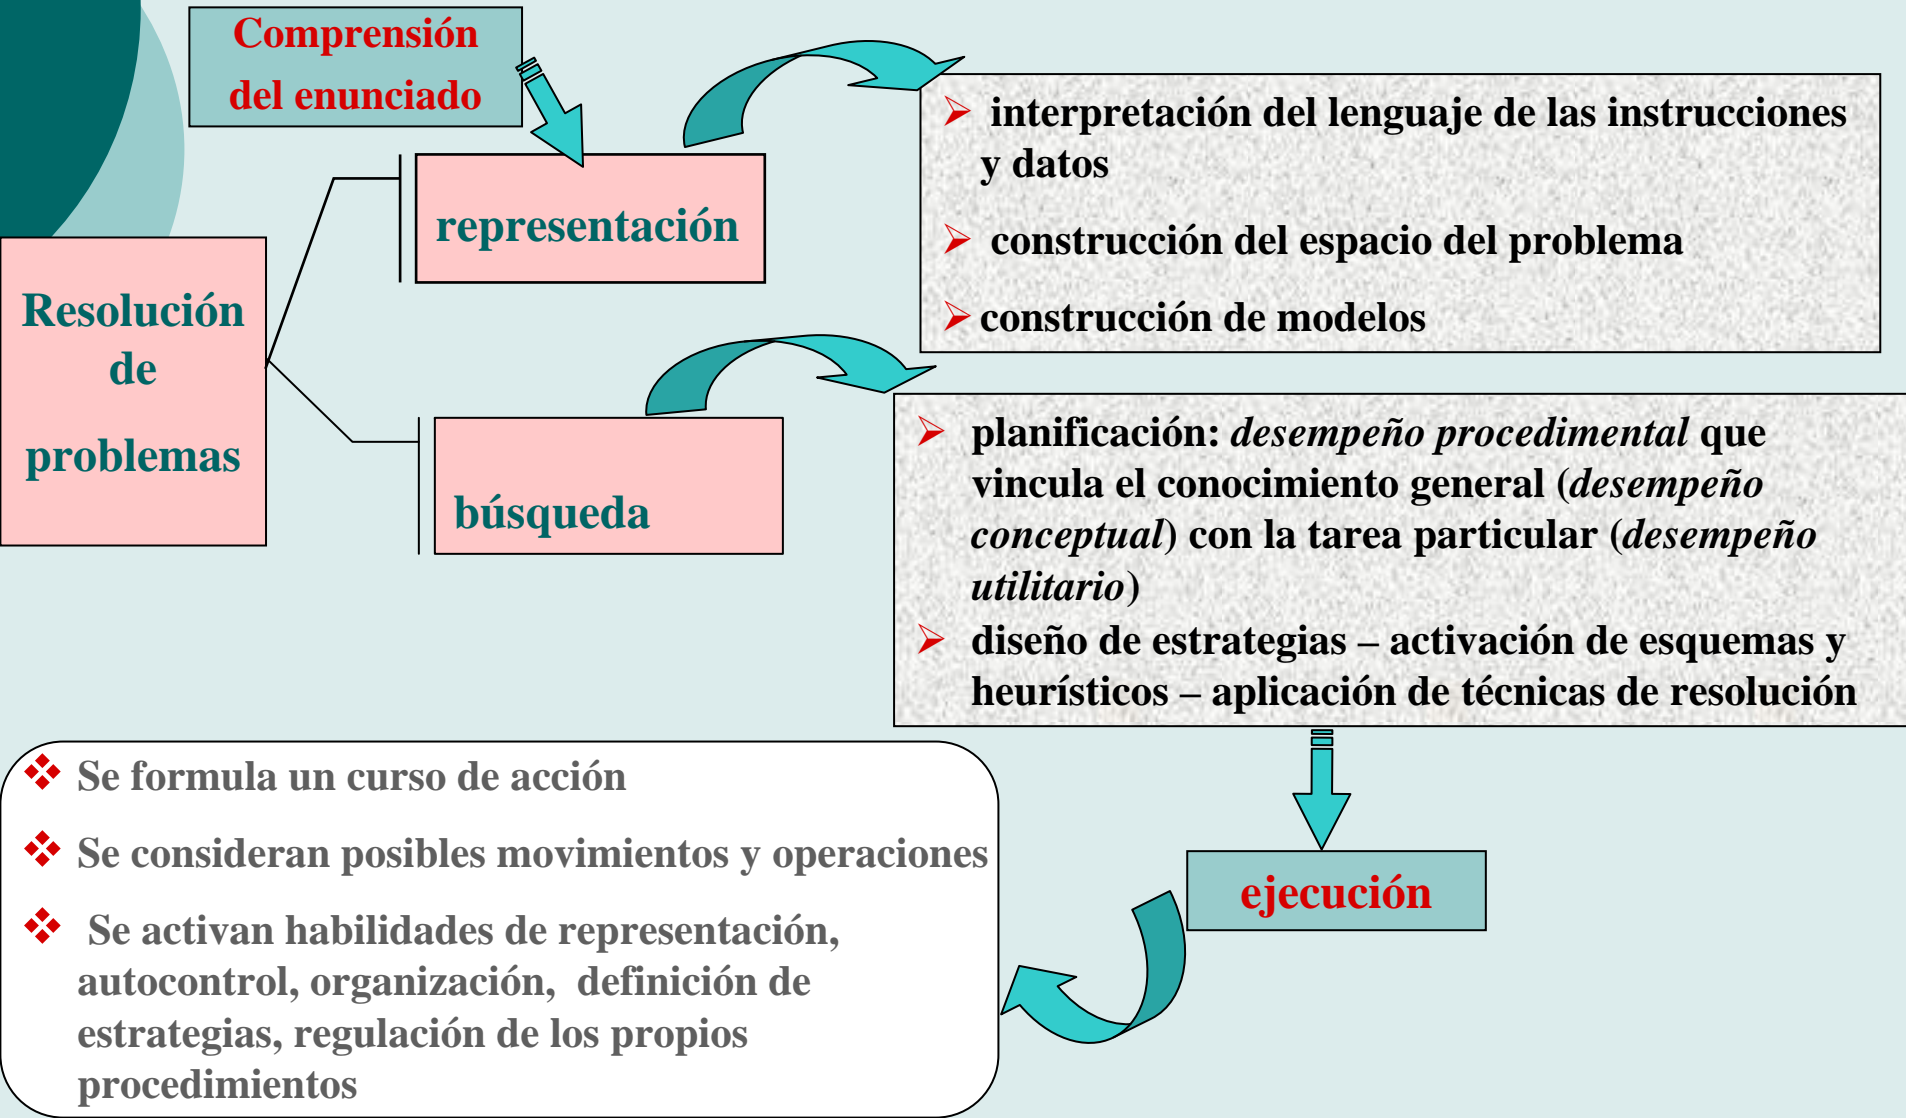 Comprensión
del enunciado
representación
Resolución
de
problemas
búsqueda
interpretación del lenguaje de las instrucciones
y datos
construcción del espacio del problema
construcción de modelos
planificación: desempeño procedimental que
vincula el conocimiento general (desempeño
conceptual) con la tarea particular (desempeño
utilitario)
diseño de estrategias – activación de esquemas y
heurísticos – aplicación de técnicas de resolución
ejecución
Se formula un curso de acción
Se consideran posibles movimientos y operaciones
Se activan habilidades de representación,
autocontrol, organización, definición de
estrategias, regulación de los propios
procedimientos